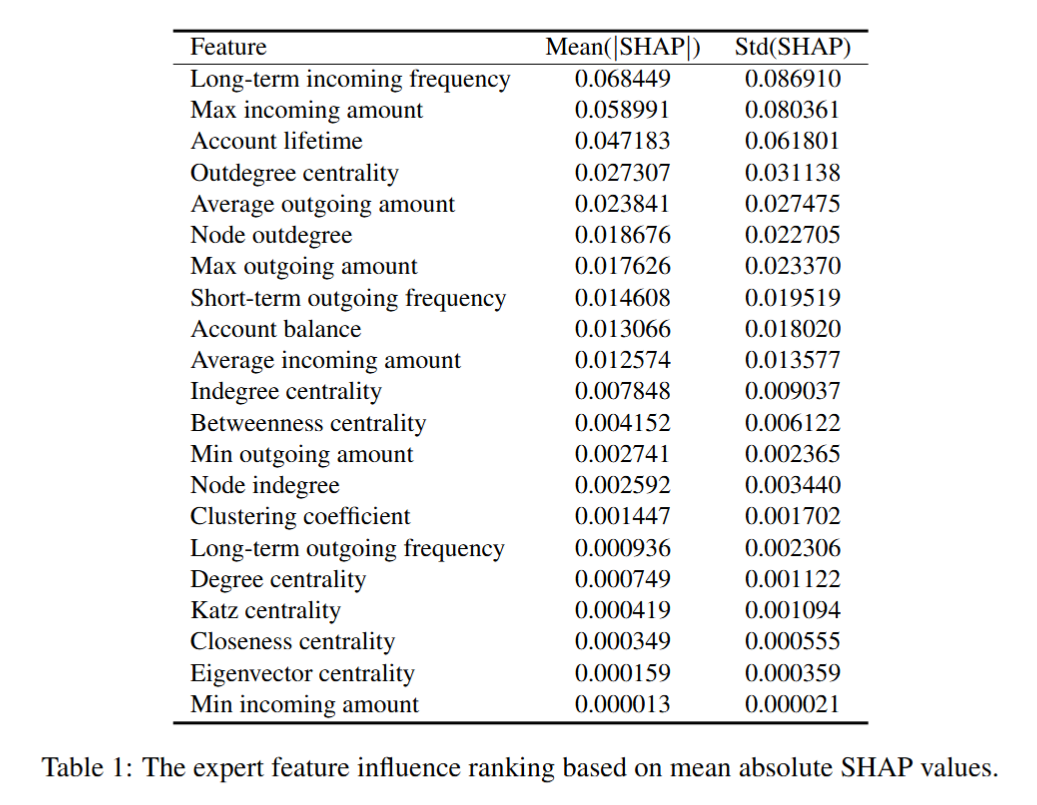 Feature Mean(|SHAP|) Std(SHAP)
Long-term incoming frequency 0.068449 0.086910
Max incoming amount 0.058991 0.080361
Account lifetime 0.047183 0.061801
Outdegree centrality 0.027307 0.031138
Average outgoing amount 0.023841 0.027475
Node outdegree 0.018676 0.022705
Max outgoing amount 0.017626 0.023370
Short-term outgoing frequency 0.014608 0.019519
Account balance 0.013066 0.018020
Average incoming amount 0.012574 0.013577
Indegree centrality 0.007848 0.009037
Betweenness centrality 0.004152 0.006122
Min outgoing amount 0.002741 0.002365
Node indegree 0.002592 0.003440
Clustering coefficient 0.001447 0.001702
Long-term outgoing frequency 0.000936 0.002306
Degree centrality 0.000749 0.001122
Katz centrality 0.000419 0.001094
Closeness centrality 0.000349 0.000555
Eigenvector centrality 0.000159 0.000359
Min incoming amount 0.000013 0.000021
Table 1: The expert feature influence ranking based on mean absolute SHAP values.